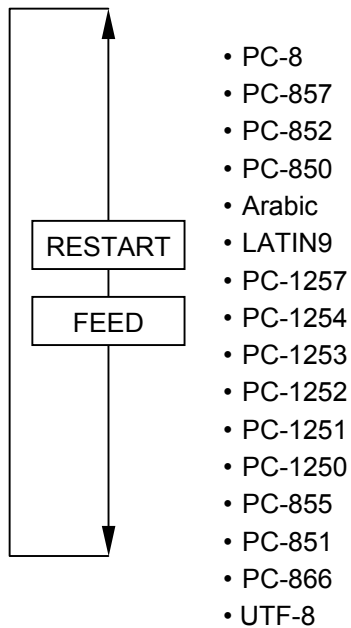 • PC-8
• PC-857
• PC-852
• PC-850
• Arabic
RESTART
• LATIN9
• PC-1257
FEED
• PC-1254
• PC-1253
• PC-1252
• PC-1251
• PC-1250
• PC-855
• PC-851
• PC-866
• UTF-8